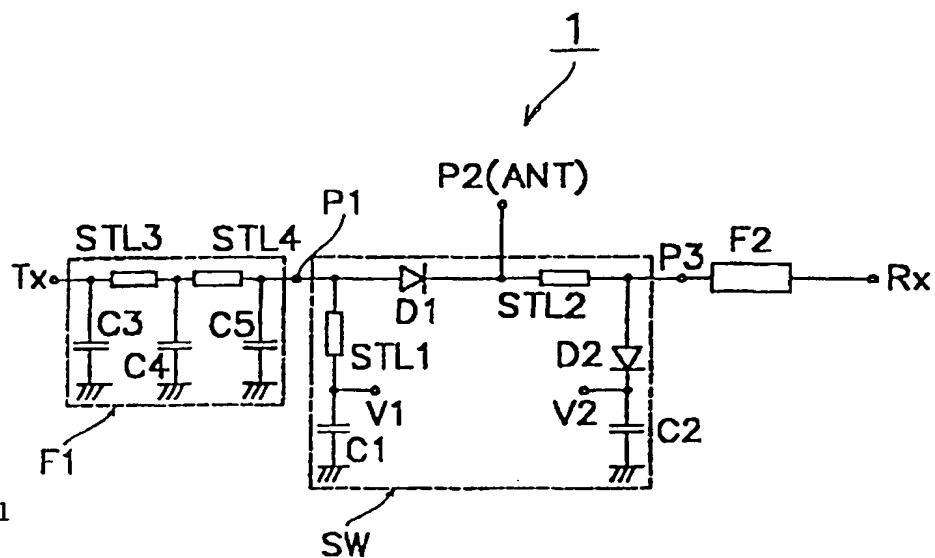 1
P2(ANT)
P1
STL3 STL4 P3 F2
Tx Rx
D1 STL2
C3 C5 D2
C4 STL1
V1 V2 C2
C1
F1
1
SW